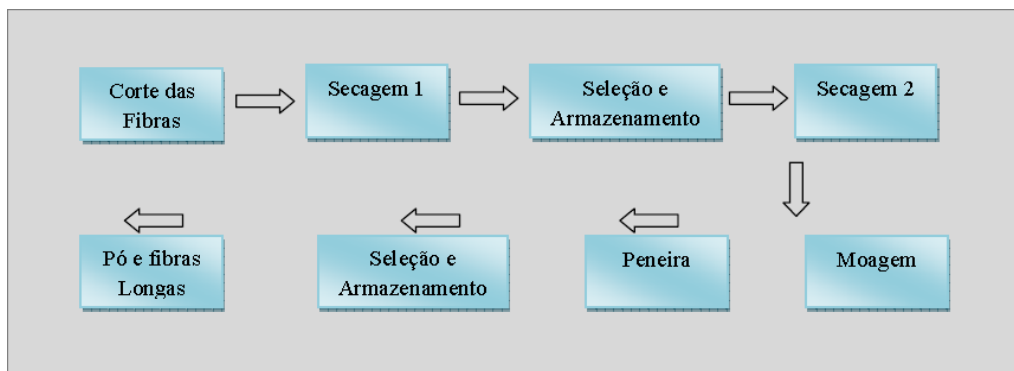 Corte das
Fibras
Secagem 1
Seleção e
Armazenamento
Secagem 2
Moagem
Peneira
Seleção e
Armazenamento
Pó e fibras
Longas